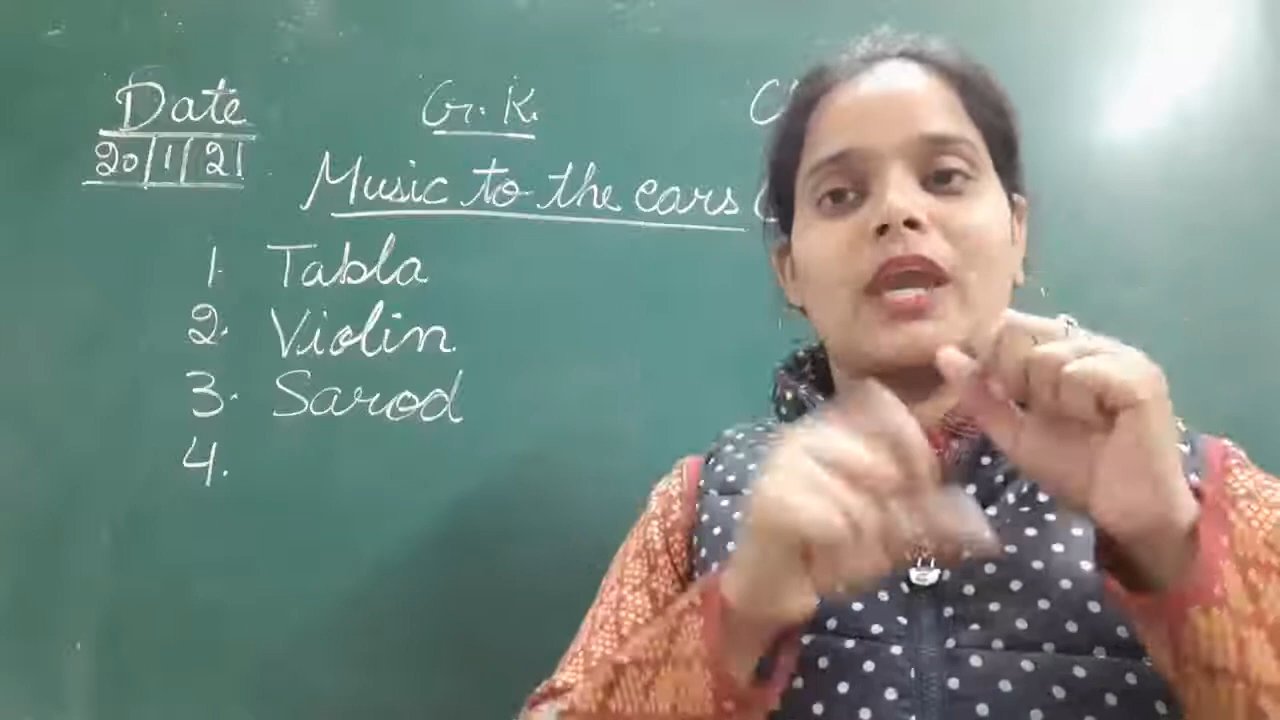 Date G.K.
20/1/21
Music to the ears
1. Tabla
2. Violin
3. Sarod
4.